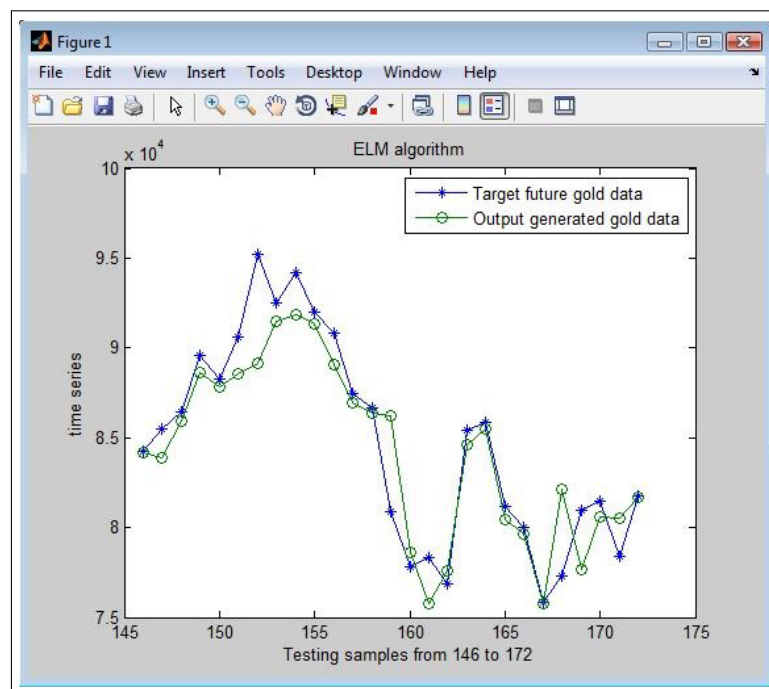 Figure 1
File Edit View Insert Tools Desktop Window Help
x 10^4
ELM algorithm
Target future gold data
Output generated gold data
10
9.5
9
8.5
8
7.5
time series
145 150 155 160 165 170 175
Testing samples from 146 to 172